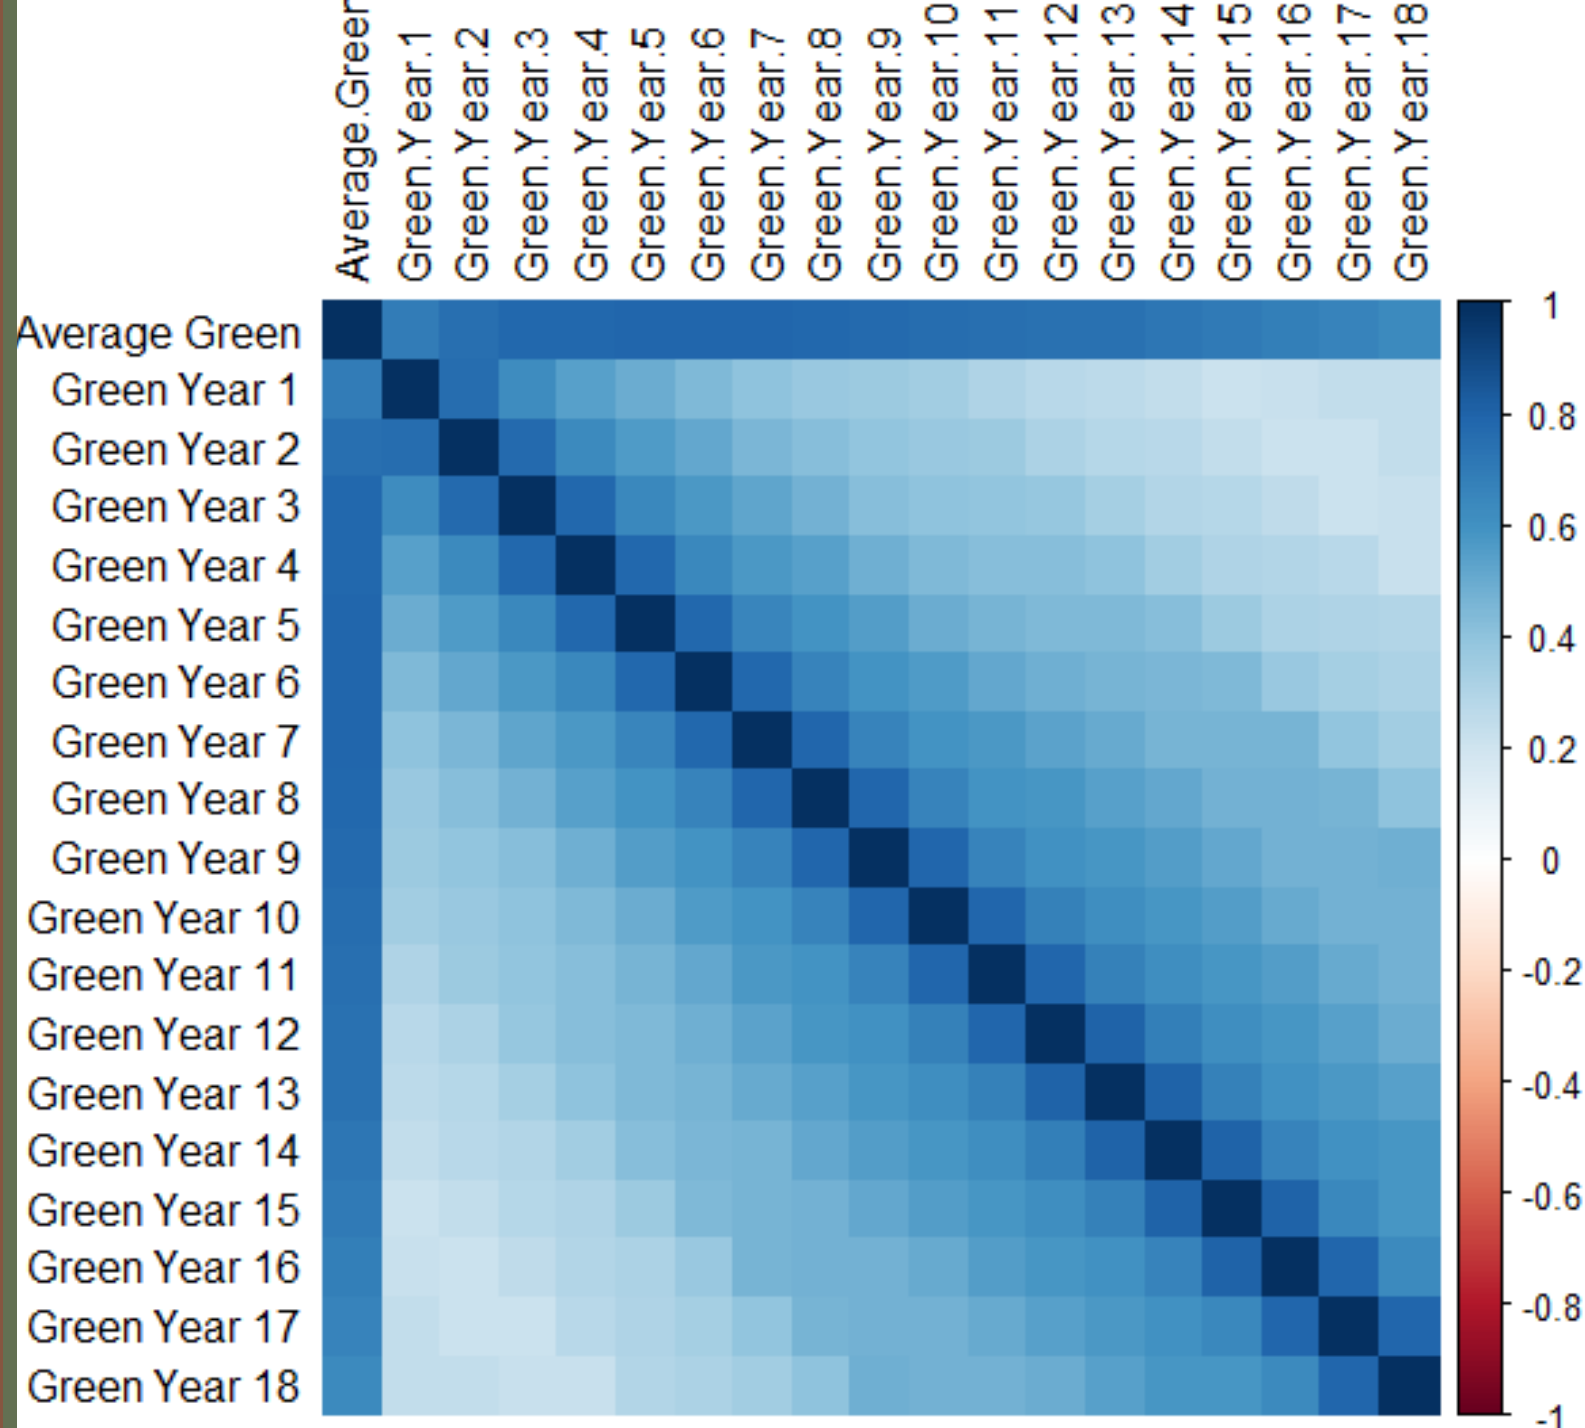 Average.Green
Green.Year.1
Green.Year.2
Green.Year.3
Green.Year.4
Green.Year.5
Green.Year.6
Green.Year.7
Green.Year.8
Green.Year.9
Green.Year.10
Green.Year.11
Green.Year.12
Green.Year.13
Green.Year.14
Green.Year.15
Green.Year.16
Green.Year.17
Green.Year.18
Average Green
Green Year 1
Green Year 2
Green Year 3
Green Year 4
Green Year 5
Green Year 6
Green Year 7
Green Year 8
Green Year 9
Green Year 10
Green Year 11
Green Year 12
Green Year 13
Green Year 14
Green Year 15
Green Year 16
Green Year 17
Green Year 18
1
0.8
0.6
0.4
0.2
0
-0.2
-0.4
-0.6
-0.8
-1